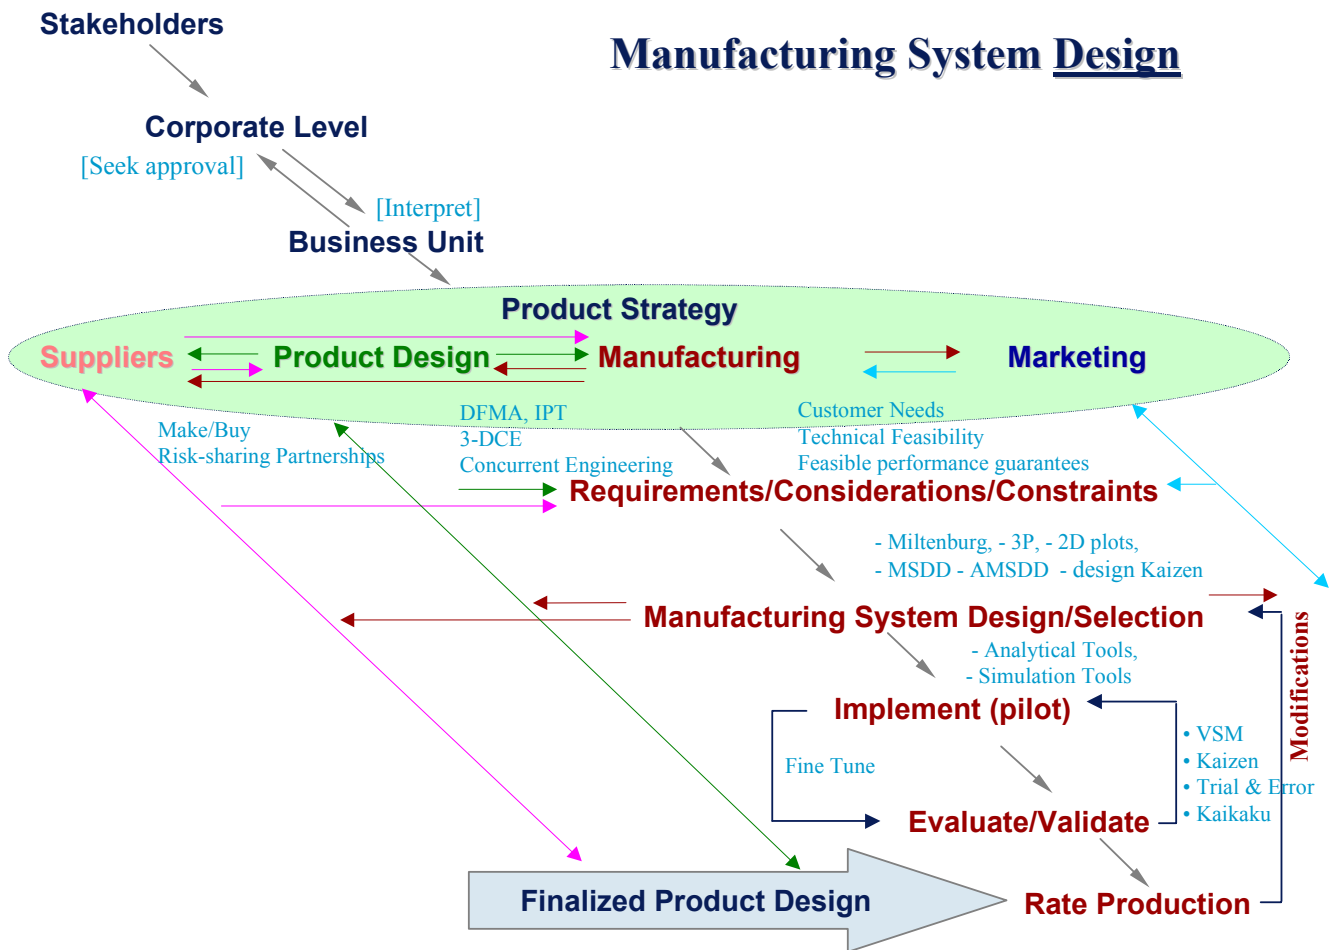 Stakeholders
Manufacturing System Design
Corporate Level
[Seek approval]
[Interpret]
Business Unit
Product Strategy
Suppliers
Product Design
Manufacturing
Marketing
Make/Buy
Risk-sharing Partnerships
DFMA, IPT
3-DCE
Concurrent Engineering
Customer Needs
Technical Feasibility
Feasible performance guarantees
Requirements/Considerations/Constraints
- Miltenburg, - 3P, - 2D plots,
- MSDD - AMSDD - design Kaizen
Manufacturing System Design/Selection
- Analytical Tools,
- Simulation Tools
Modifications
Implement (pilot)
Fine Tune
• VSM
• Kaizen
• Trial & Error
• Kaikaku
Evaluate/Validate
Finalized Product Design
Rate Production